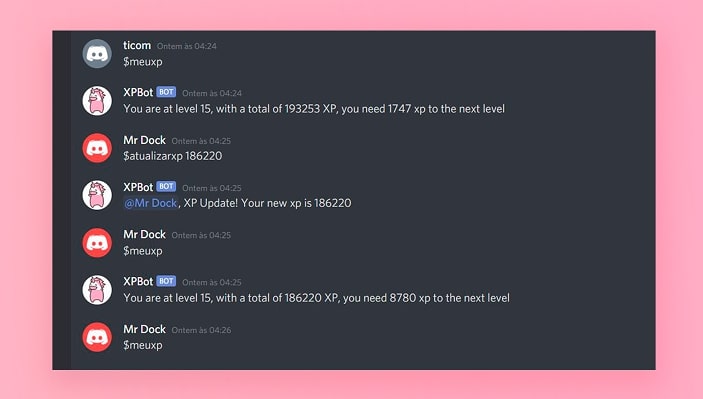 ticom Ontem às 04:24
$meuxp
XPBot BOT Ontem às 04:24
You are at level 15, with a total of 193253 XP, you need 1747 xp to the next level
Mr Dock Ontem às 04:25
$atualizarxp 186220
XPBot BOT Ontem às 04:25
@Mr Dock, XP Update! Your new xp is 186220
Mr Dock Ontem às 04:25
$meuxp
XPBot BOT Ontem às 04:25
You are at level 15, with a total of 186220 XP, you need 8780 xp to the next level
Mr Dock Ontem às 04:26
$meuxp